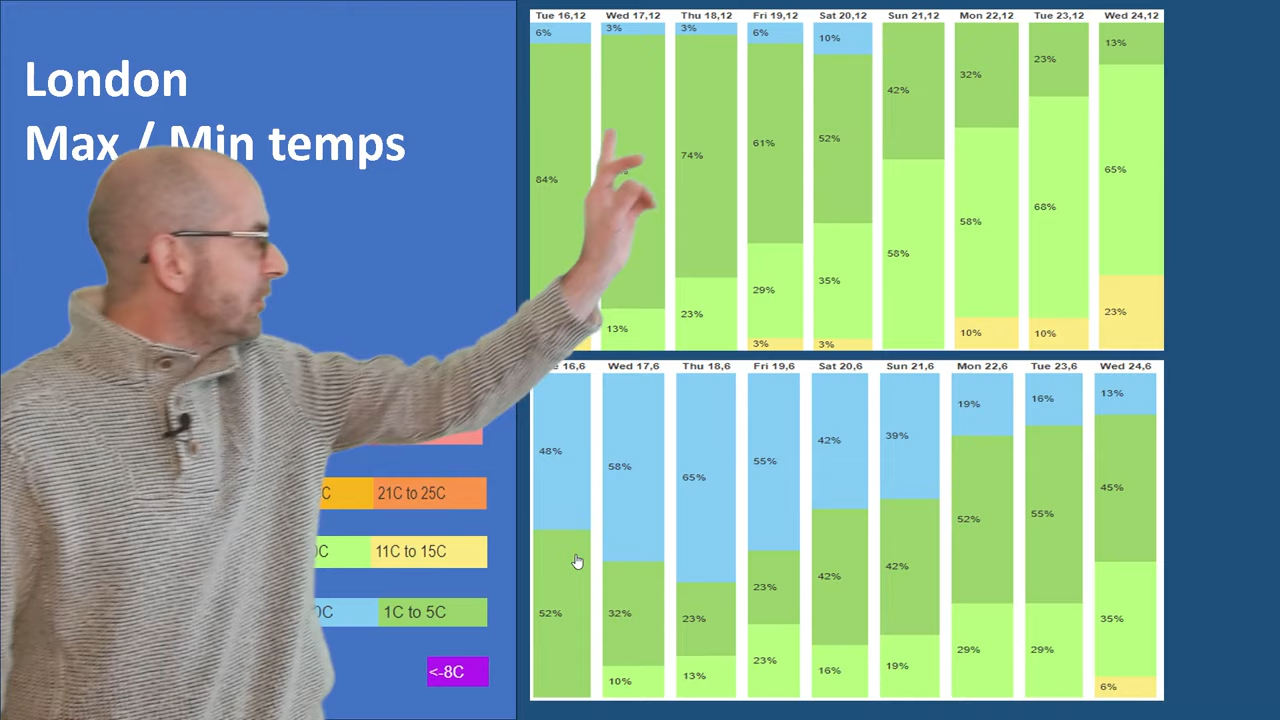 London
Max / Min temps
Tue 16,12 Wed 17,12 Thu 18,12 Fri 19,12 Sat 20,12 Sun 21,12 Mon 22,12 Tue 23,12 Wed 24,12
6% 3% 3% 6% 10% 42% 32% 23% 13%
84% 74% 61% 52% 58% 58% 68% 65%
13% 23% 29% 35% 10% 10% 23%
3% 3%
16,6 Wed 17,6 Thu 18,6 Fri 19,6 Sat 20,6 Sun 21,6 Mon 22,6 Tue 23,6 Wed 24,6
48% 58% 65% 55% 42% 39% 19% 16% 13%
52% 32% 23% 23% 42% 42% 52% 55% 45%
10% 13% 23% 16% 19% 29% 29% 35%
6%
21C to 25C
11C to 15C
1C to 5C
<-8C